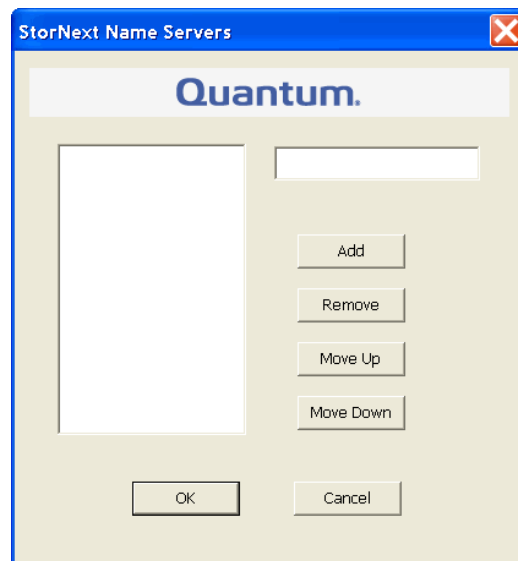 StorNext Name Servers
Quantum.
Add
Remove
Move Up
Move Down
OK
Cancel